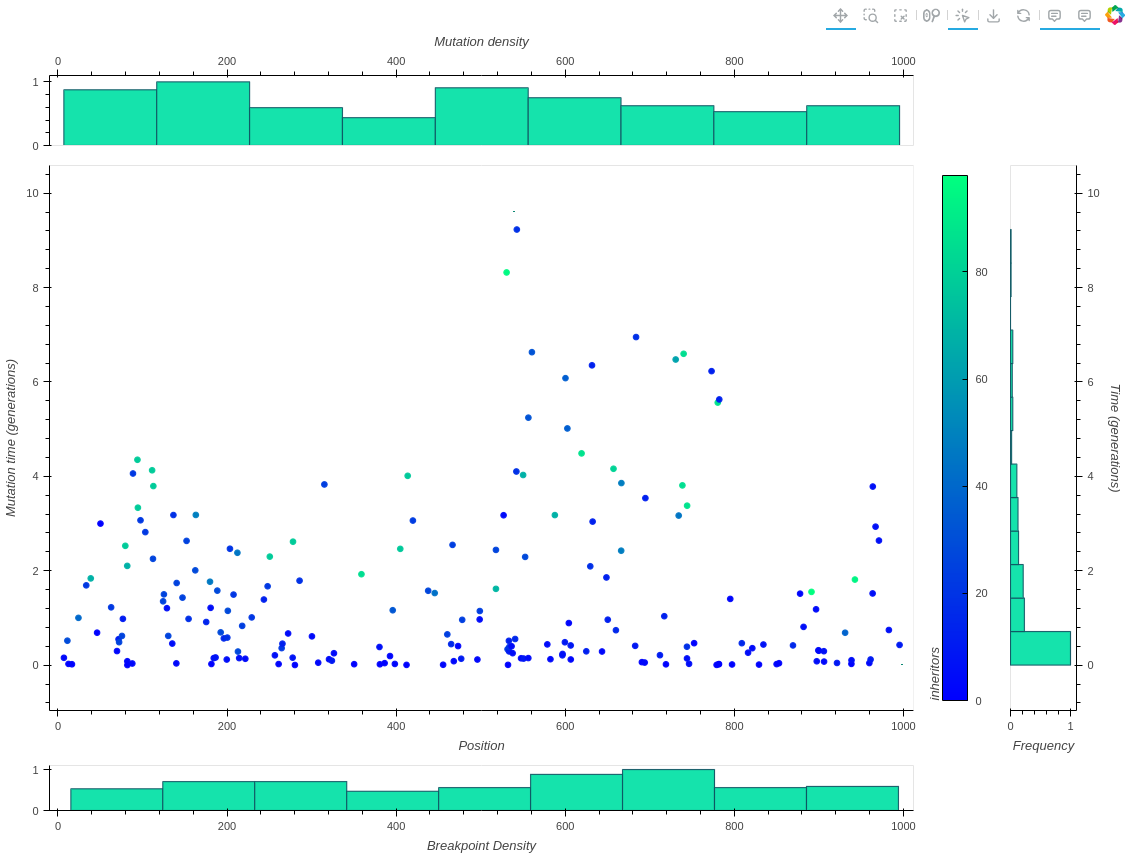 Mutation density
0 200 400 600 800 1000
1
0
10
8
6
4
2
0
Mutation time (generations)
0 200 400 600 800 1000
Position
80
60
40
20
0
inheritors
10
8
6
4
2
0
Time (generations)
0 1
Frequency
1
0
0 200 400 600 800 1000
Breakpoint Density